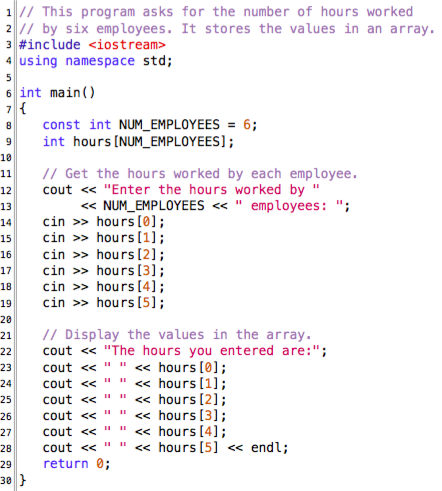 1 // This program asks for the number of hours worked
2 // by six employees. It stores the values in an array.
3 #include <iostream>
4 using namespace std;
5
6 int main()
7 {
8    const int NUM_EMPLOYEES = 6;
9    int hours[NUM_EMPLOYEES];
10
11    // Get the hours worked by each employee.
12    cout << "Enter the hours worked by "
13         << NUM_EMPLOYEES << " employees: ";
14    cin >> hours[0];
15    cin >> hours[1];
16    cin >> hours[2];
17    cin >> hours[3];
18    cin >> hours[4];
19    cin >> hours[5];
20
21    // Display the values in the array.
22    cout << "The hours you entered are:";
23    cout << " " << hours[0];
24    cout << " " << hours[1];
25    cout << " " << hours[2];
26    cout << " " << hours[3];
27    cout << " " << hours[4];
28    cout << " " << hours[5] << endl;
29    return 0;
30 }